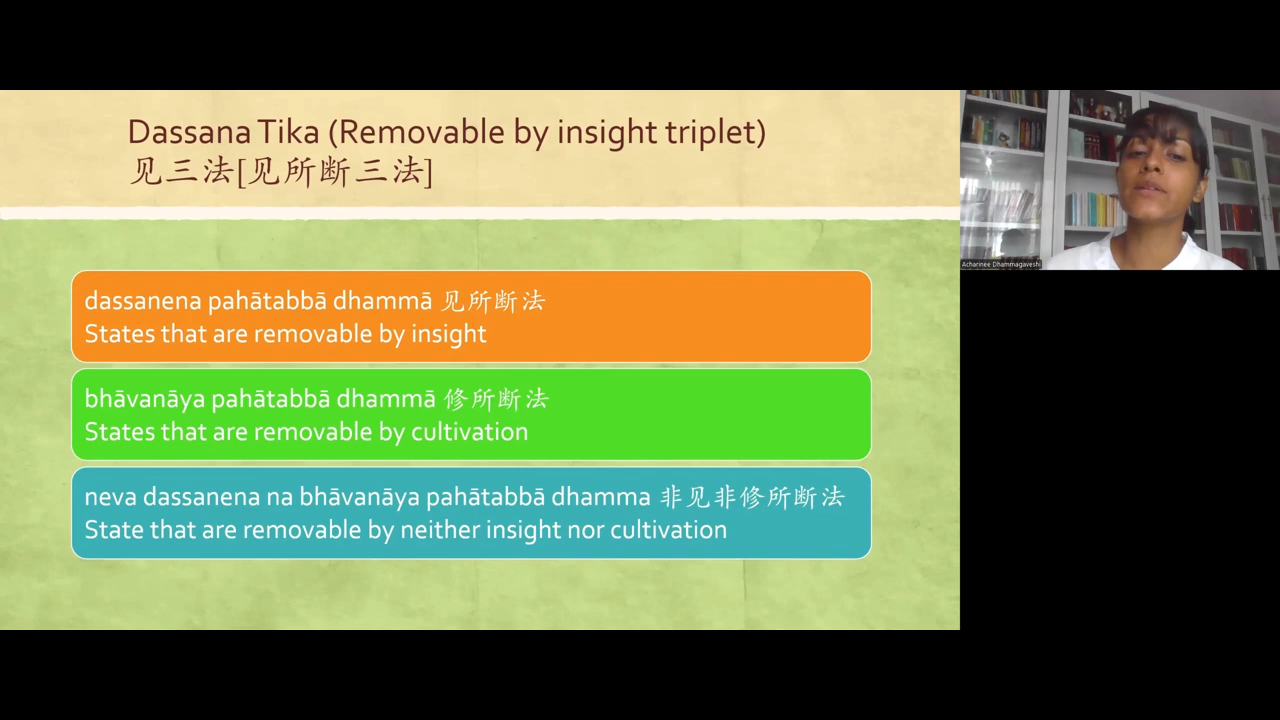 Dassana Tika (Removable by insight triplet)
见三法[见所断三法]
dassanena pahātabbā dhammā 见所断法
States that are removable by insight
bhāvanāya pahātabbā dhammā 修所断法
States that are removable by cultivation
neva dassanena na bhāvanāya pahātabbā dhamma 非见非修所断法
State that are removable by neither insight nor cultivation
Acharinee Dhammagaveshi